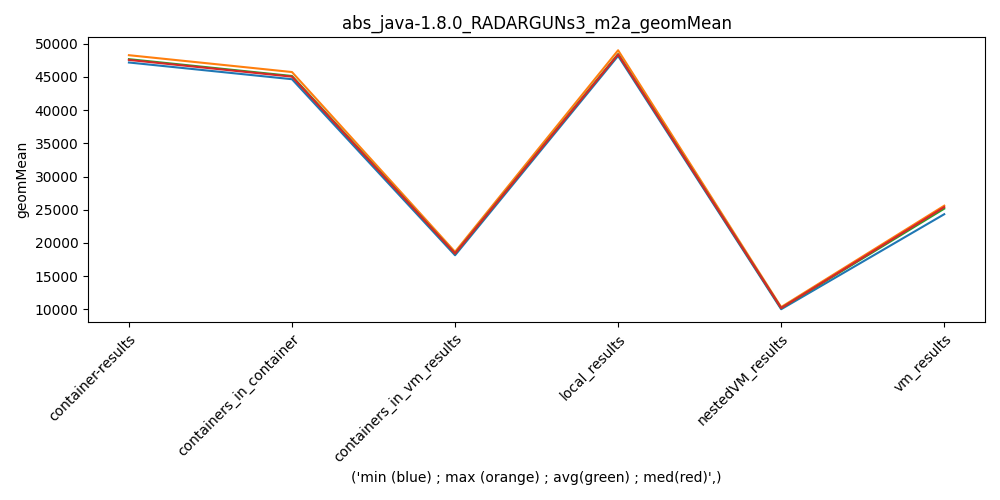 abs_java-1.8.0_RADARGUNs3_m2a_geomMean
50000
45000
40000
35000
30000
25000
20000
15000
10000
geomMean
container-results
containers_in_container
containers_in_vm_results
local_results
nestedVM_results
vm_results
('min (blue) ; max (orange) ; avg(green) ; med(red)',)